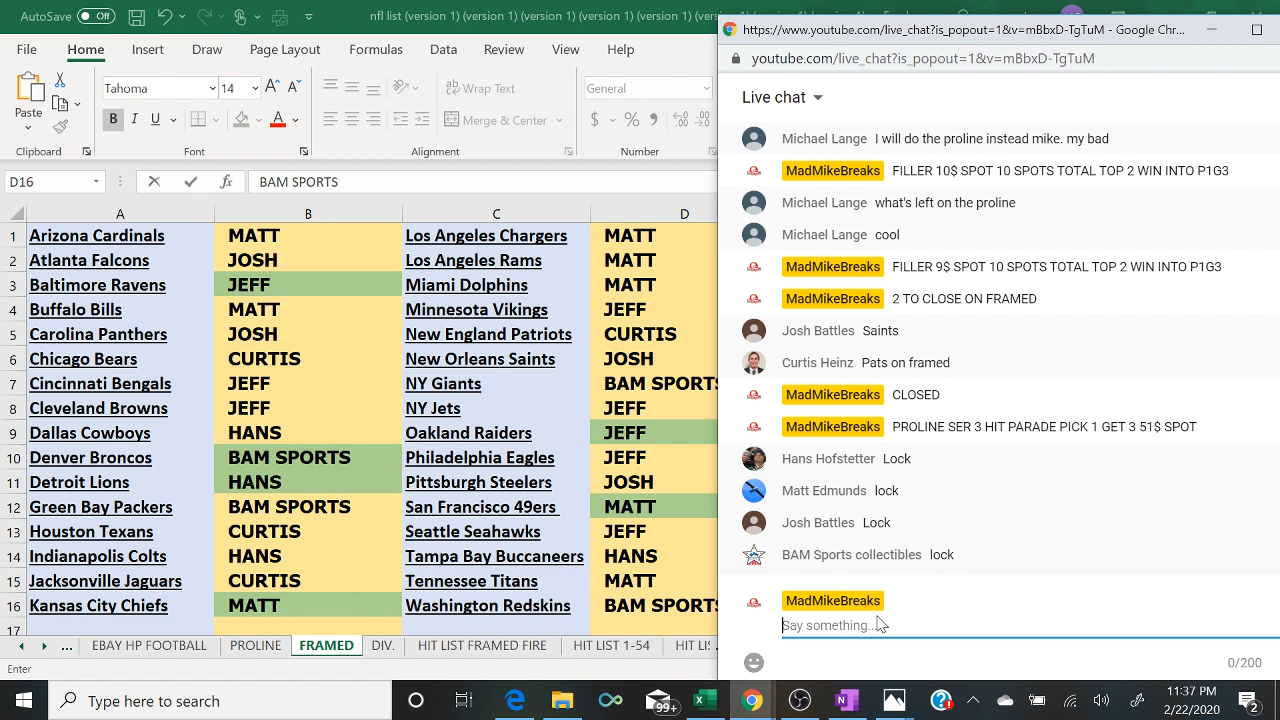 AutoSave Off
nfl list (version 1) (version 1) (version 1) (version 1)
File Home Insert Draw Page Layout Formulas Data Review View Help
Paste
Tahoma 14
B I U
Wrap Text
Merge & Center
General
$ % 9
Clipboard Font Alignment Number
D16 fx BAM SPORTS
A B C D
1 Arizona Cardinals MATT Los Angeles Chargers MATT
2 Atlanta Falcons JOSH Los Angeles Rams MATT
3 Baltimore Ravens JEFF Miami Dolphins MATT
4 Buffalo Bills MATT Minnesota Vikings JEFF
5 Carolina Panthers JOSH New England Patriots CURTIS
6 Chicago Bears CURTIS New Orleans Saints JOSH
7 Cincinnati Bengals JEFF NY Giants BAM SPORTS
8 Cleveland Browns JEFF NY Jets JEFF
9 Dallas Cowboys HANS Oakland Raiders JEFF
10 Denver Broncos BAM SPORTS Philadelphia Eagles JEFF
11 Detroit Lions HANS Pittsburgh Steelers JOSH
12 Green Bay Packers BAM SPORTS San Francisco 49ers MATT
13 Houston Texans CURTIS Seattle Seahawks JEFF
14 Indianapolis Colts HANS Tampa Bay Buccaneers HANS
15 Jacksonville Jaguars CURTIS Tennessee Titans MATT
16 Kansas City Chiefs MATT Washington Redskins BAM SPORTS
17
... EBAY HP FOOTBALL PROLINE FRAMED DIV. HIT LIST FRAMED FIRE HIT LIST 1-54 HIT LI...
Enter
https://www.youtube.com/live_chat?is_popout=1&v=mBbxD-TgTuM - Google Chr...
youtube.com/live_chat?is_popout=1&v=mBbxD-TgTuM
Live chat
Michael Lange I will do the proline instead mike. my bad
MadMikeBreaks FILLER 10$ SPOT 10 SPOTS TOTAL TOP 2 WIN INTO P1G3
Michael Lange what's left on the proline
Michael Lange cool
MadMikeBreaks FILLER 9$ SPOT 10 SPOTS TOTAL TOP 2 WIN INTO P1G3
MadMikeBreaks 2 TO CLOSE ON FRAMED
Josh Battles Saints
Curtis Heinz Pats on framed
MadMikeBreaks CLOSED
MadMikeBreaks PROLINE SER 3 HIT PARADE PICK 1 GET 3 51$ SPOT
Hans Hofstetter Lock
Matt Edmunds lock
Josh Battles Lock
BAM Sports collectibles lock
MadMikeBreaks
Say something...
0/200
Type here to search
99+
11:37 PM
2/22/2020
2